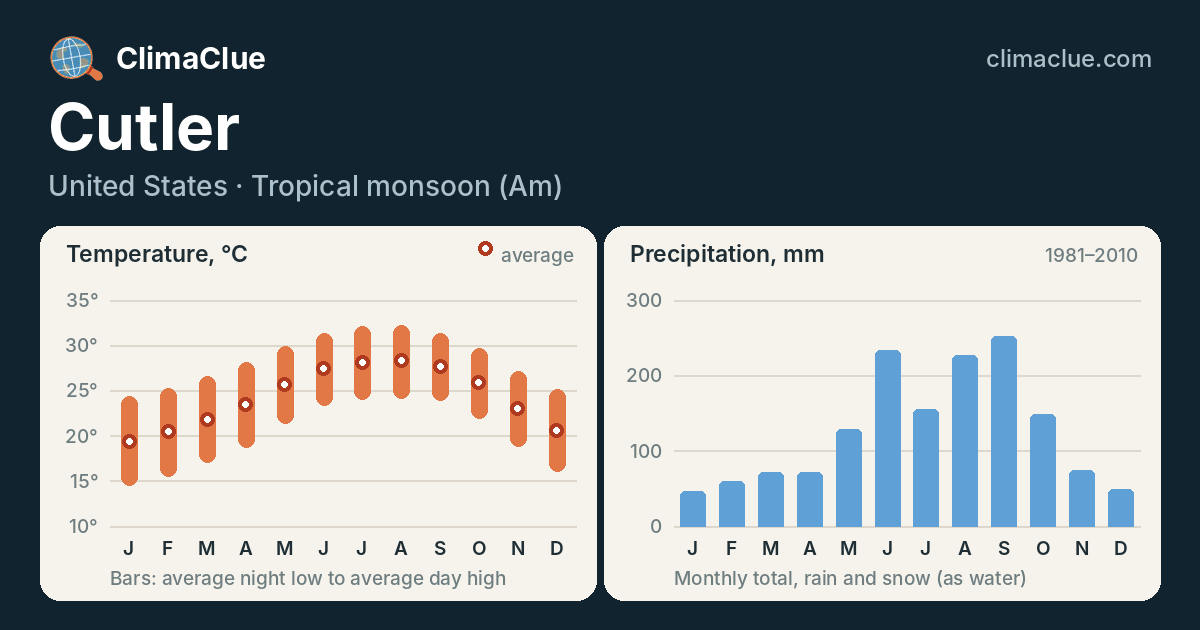 ClimaClue
climaclue.com
Cutler
United States · Tropical monsoon (Am)
Temperature, °C
average
35°
30°
25°
20°
15°
10°
J F M A M J J A S O N D
Bars: average night low to average day high
Precipitation, mm
1981–2010
300
200
100
0
J F M A M J J A S O N D
Monthly total, rain and snow (as water)